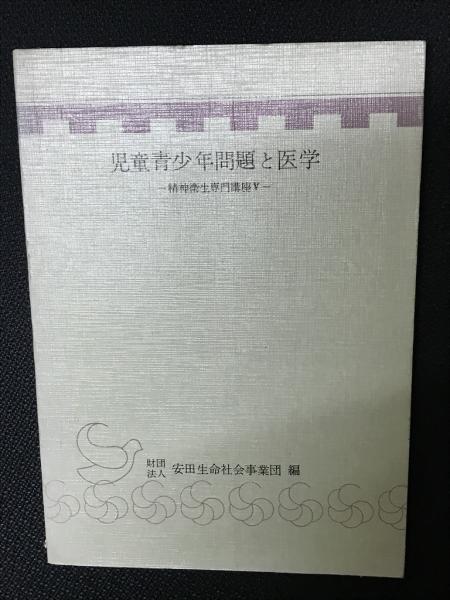 児童青少年問題と医学
—精神衛生専門講座Ⅴ—
財団法人 安田生命社会事業団 編